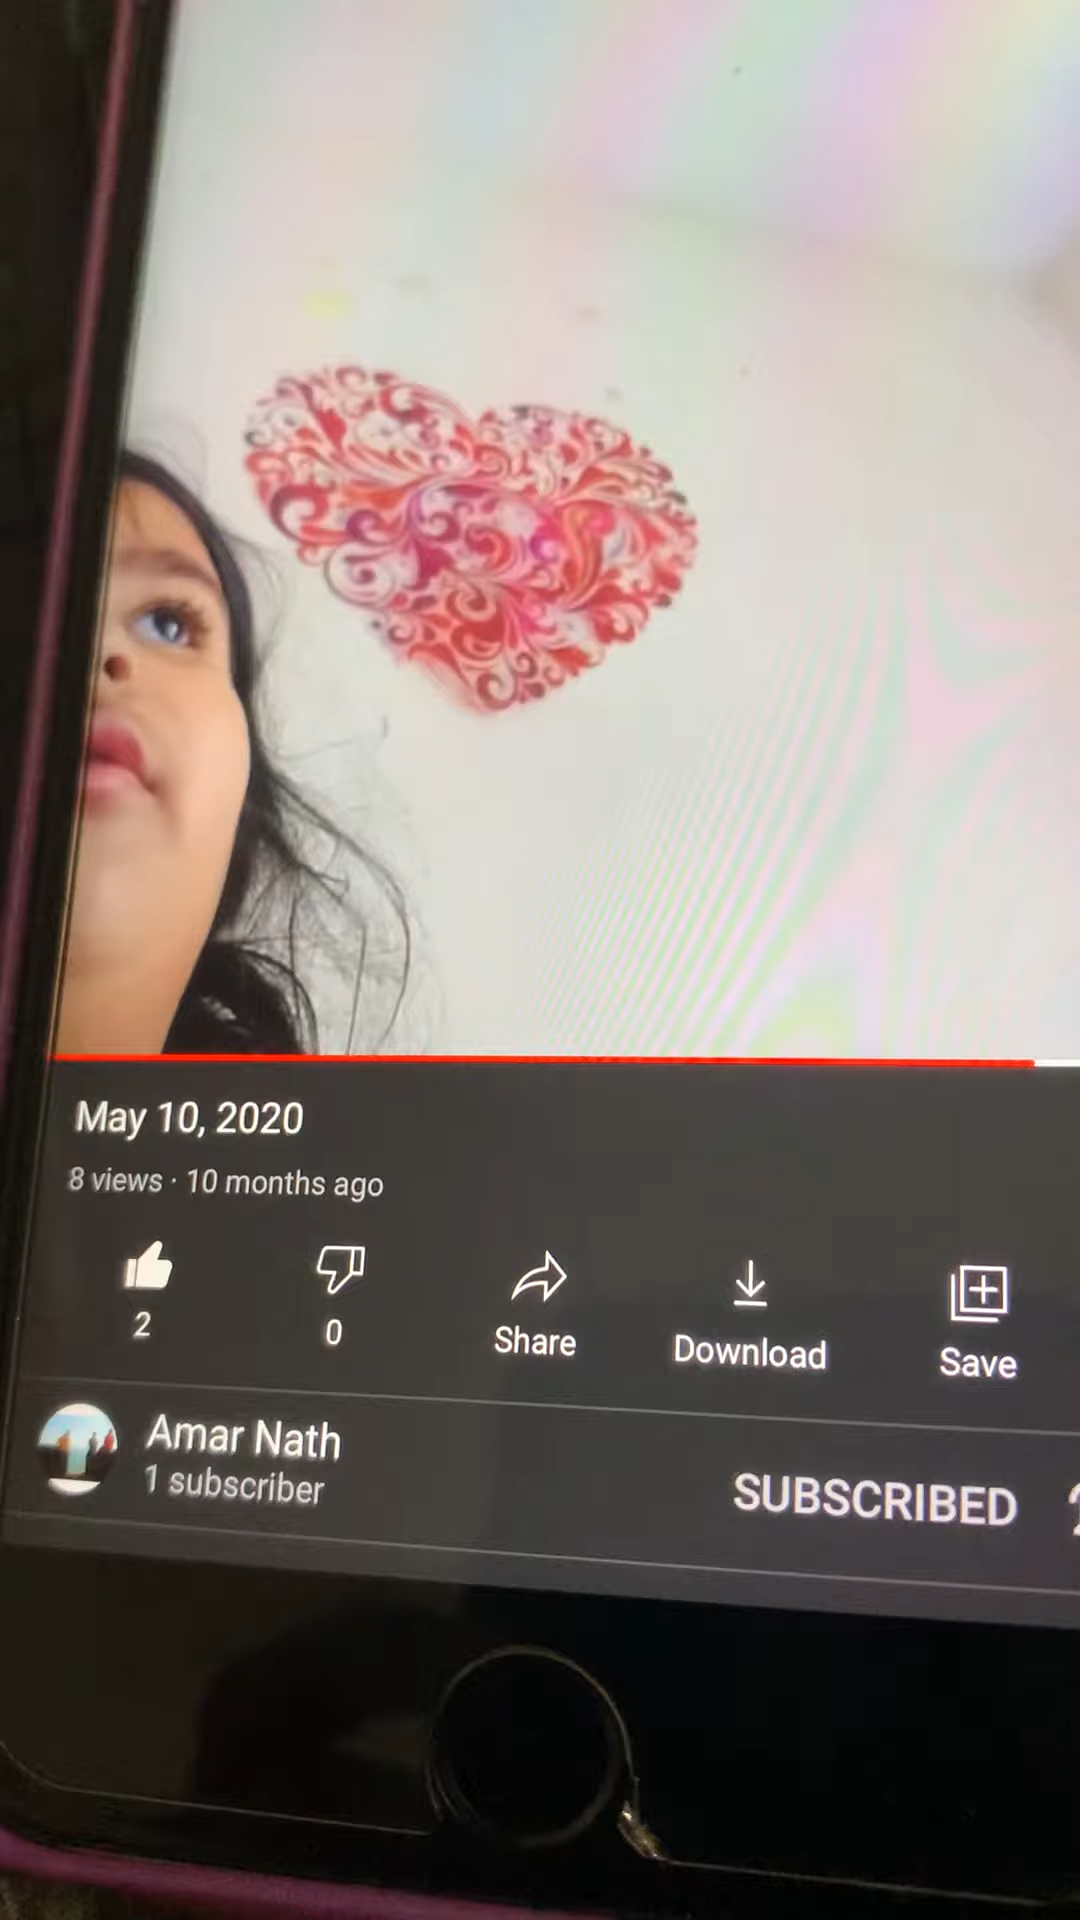 May 10, 2020
8 views · 10 months ago
2
0
Share
Download
Save
Amar Nath
1 subscriber
SUBSCRIBED